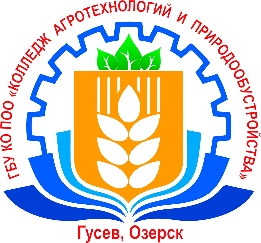 ГБУ КО ПОО «КОЛЛЕДЖ АГРОТЕХНОЛОГИЙ И ПРИРОДООБУСТРОЙСТВА»
Гусев, Озерск